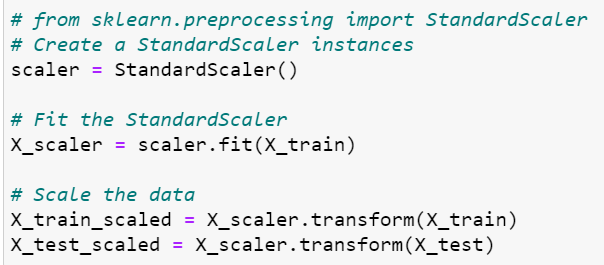 # from sklearn.preprocessing import StandardScaler
# Create a StandardScaler instances
scaler = StandardScaler()
# Fit the StandardScaler
X_scaler = scaler.fit(X_train)
# Scale the data
X_train_scaled = X_scaler.transform(X_train)
X_test_scaled = X_scaler.transform(X_test)